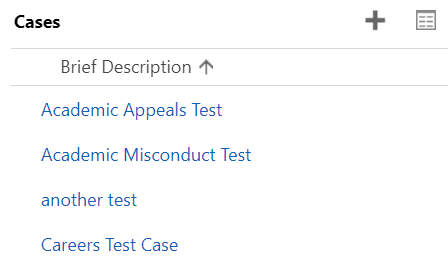 Cases
Brief Description
Academic Appeals Test
Academic Misconduct Test
another test
Careers Test Case